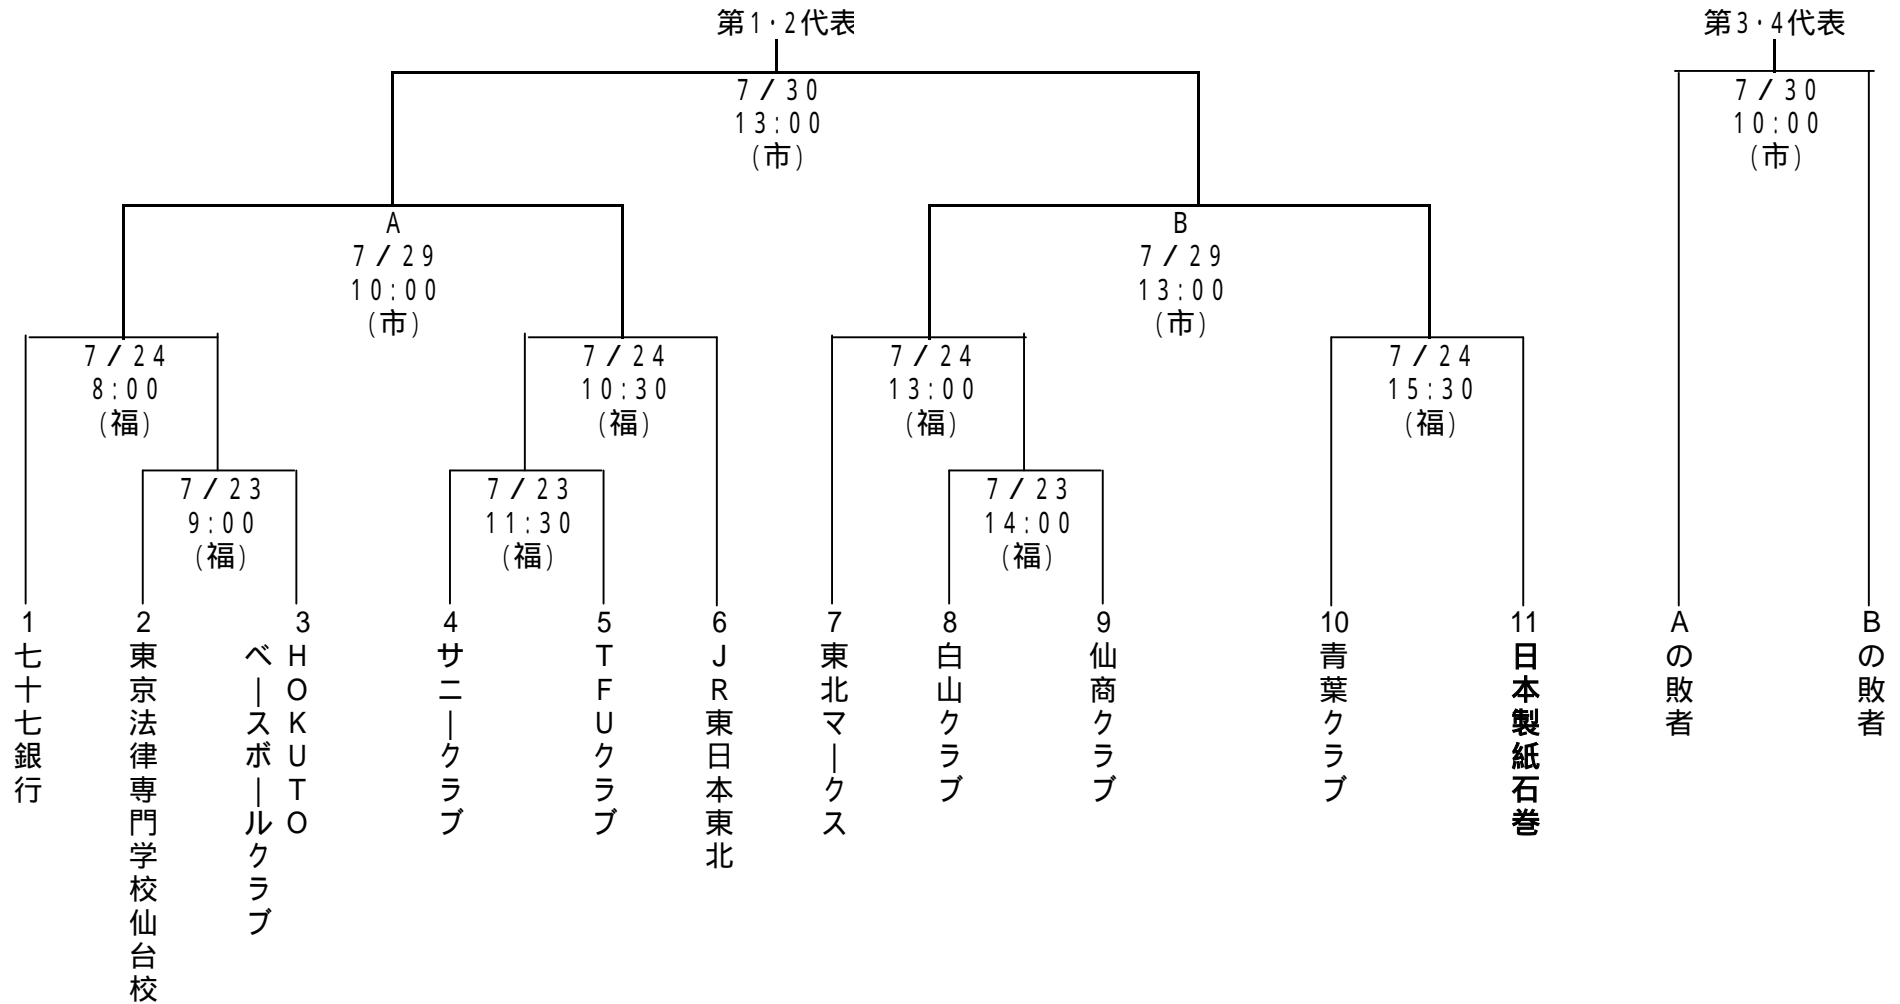 第1・2代表
第3・4代表
7/30
13:00
(市)
7/30
10:00
(市)
A
7/29
10:00
(市)
B
7/29
13:00
(市)
7/24
8:00
(福)
7/24
10:30
(福)
7/24
13:00
(福)
7/24
15:30
(福)
7/23
9:00
(福)
7/23
11:30
(福)
7/23
14:00
(福)
1
七十七銀行
2
東京法律専門学校仙台校
3
HOKUTO
ベースボールクラブ
4
サニークラブ
5
TFUクラブ
6
JR東日本東北
7
東北マークス
8
白山クラブ
9
仙商クラブ
10
青葉クラブ
11
日本製紙石巻
Aの敗者
Bの敗者